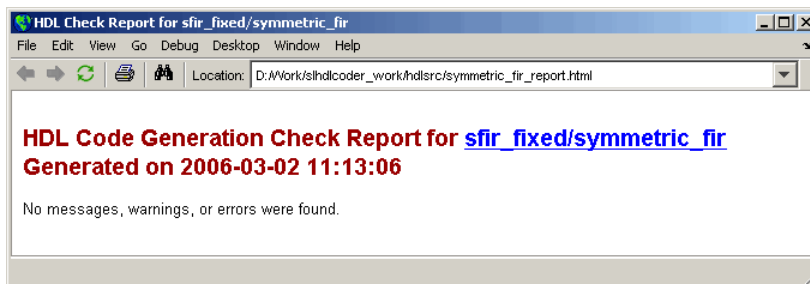 HDL Check Report for sfir_fixed/symmetric_fir
File Edit View Go Debug Desktop Window Help
Location: D:/Work/slhdlcoder_work/hdlsrc/symmetric_fir_report.html
HDL Code Generation Check Report for sfir_fixed/symmetric_fir
Generated on 2006-03-02 11:13:06
No messages, warnings, or errors were found.